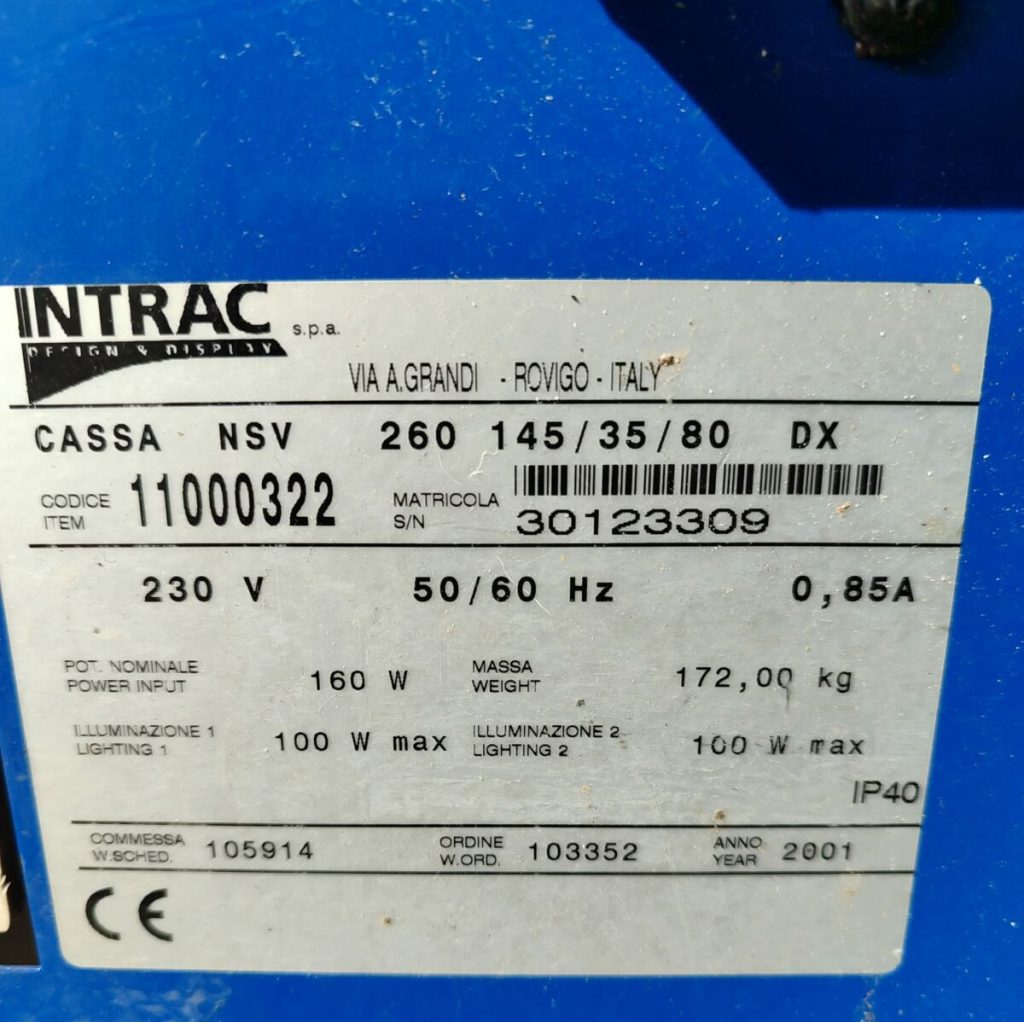 INTRAC s.p.a.
DESIGN & DISPLAY
VIA A.GRANDI - ROVIGO - ITALY
CASSA NSV 260 145/35/80 DX
CODICE 11000322 MATRICOLA
ITEM S/N 30123309
230 V 50/60 Hz 0,85A
POT. NOMINALE MASSA
POWER INPUT 160 W WEIGHT 172,00 kg
ILLUMINAZIONE 1 ILLUMINAZIONE 2
LIGHTING 1 100 W max LIGHTING 2 100 W max
IP40
COMMESSA ORDINE ANNO
W.SCHED. 105914 W.ORD. 103352 YEAR 2001
CE